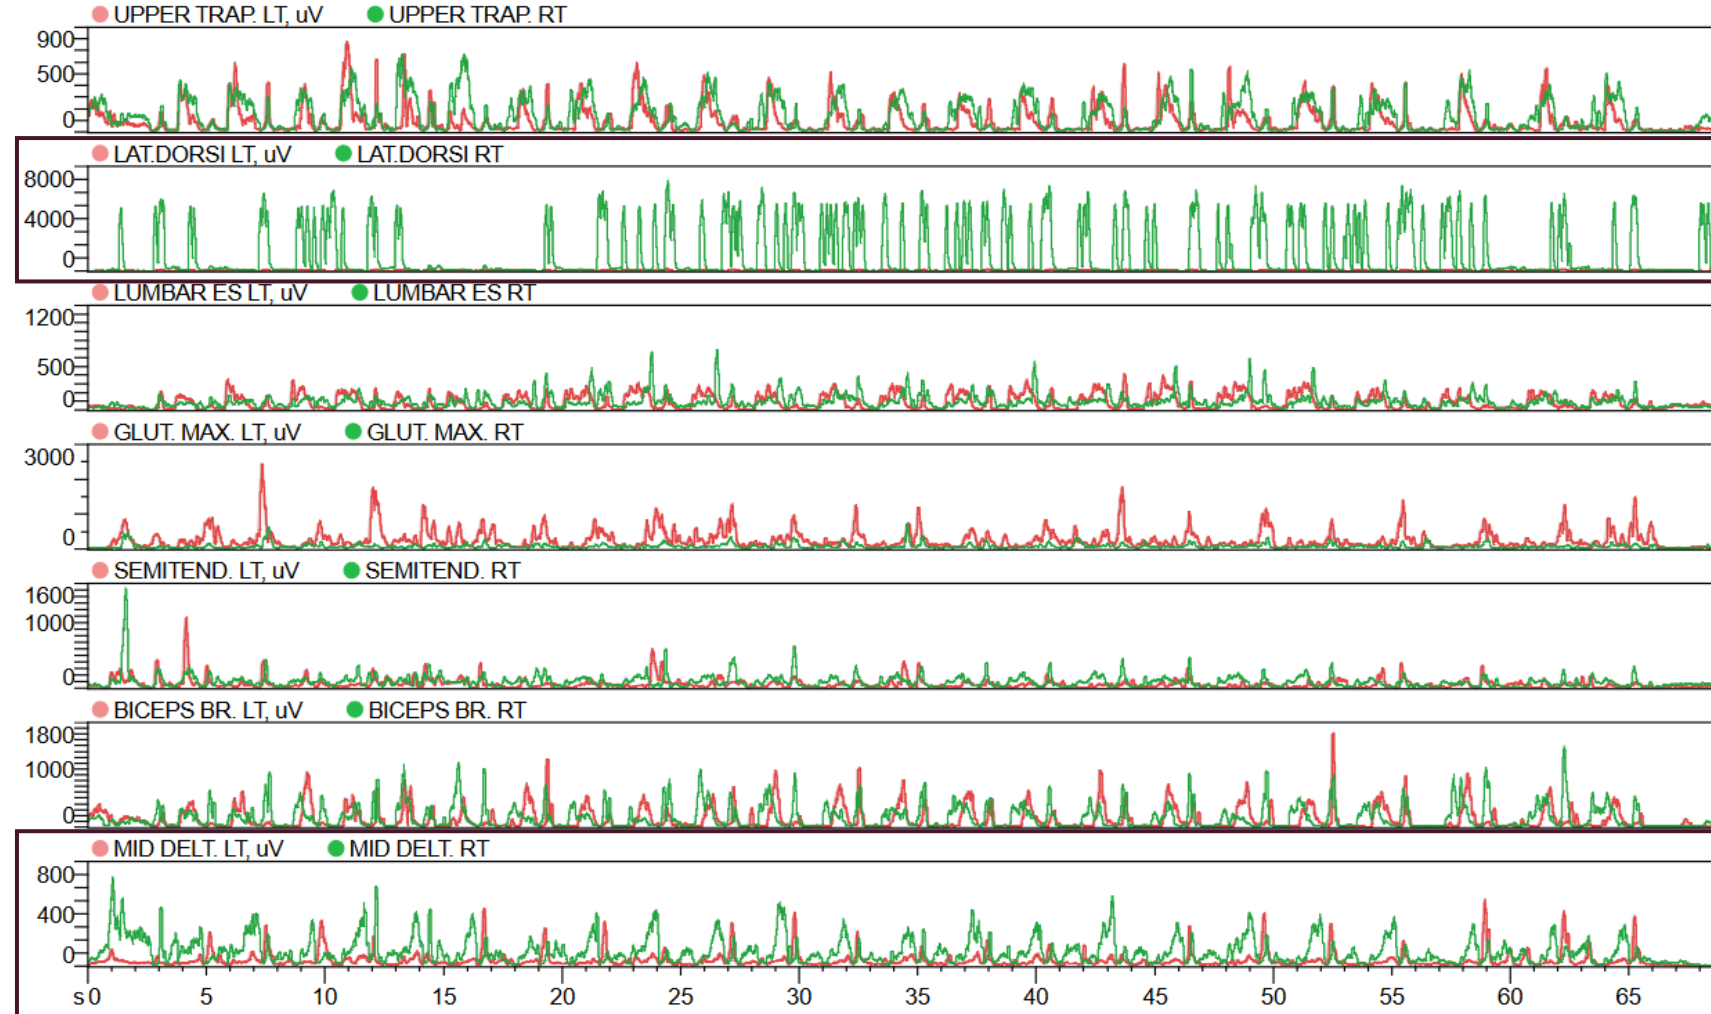 UPPER TRAP. LT, uV UPPER TRAP. RT
900
500
0
LAT.DORSI LT, uV LAT.DORSI RT
8000
4000
0
LUMBAR ES LT, uV LUMBAR ES RT
1200
500
0
GLUT. MAX. LT, uV GLUT. MAX. RT
3000
0
SEMITEND. LT, uV SEMITEND. RT
1600
1000
0
BICEPS BR. LT, uV BICEPS BR. RT
1800
1000
0
MID DELT. LT, uV MID DELT. RT
800
400
0
s 0 5 10 15 20 25 30 35 40 45 50 55 60 65